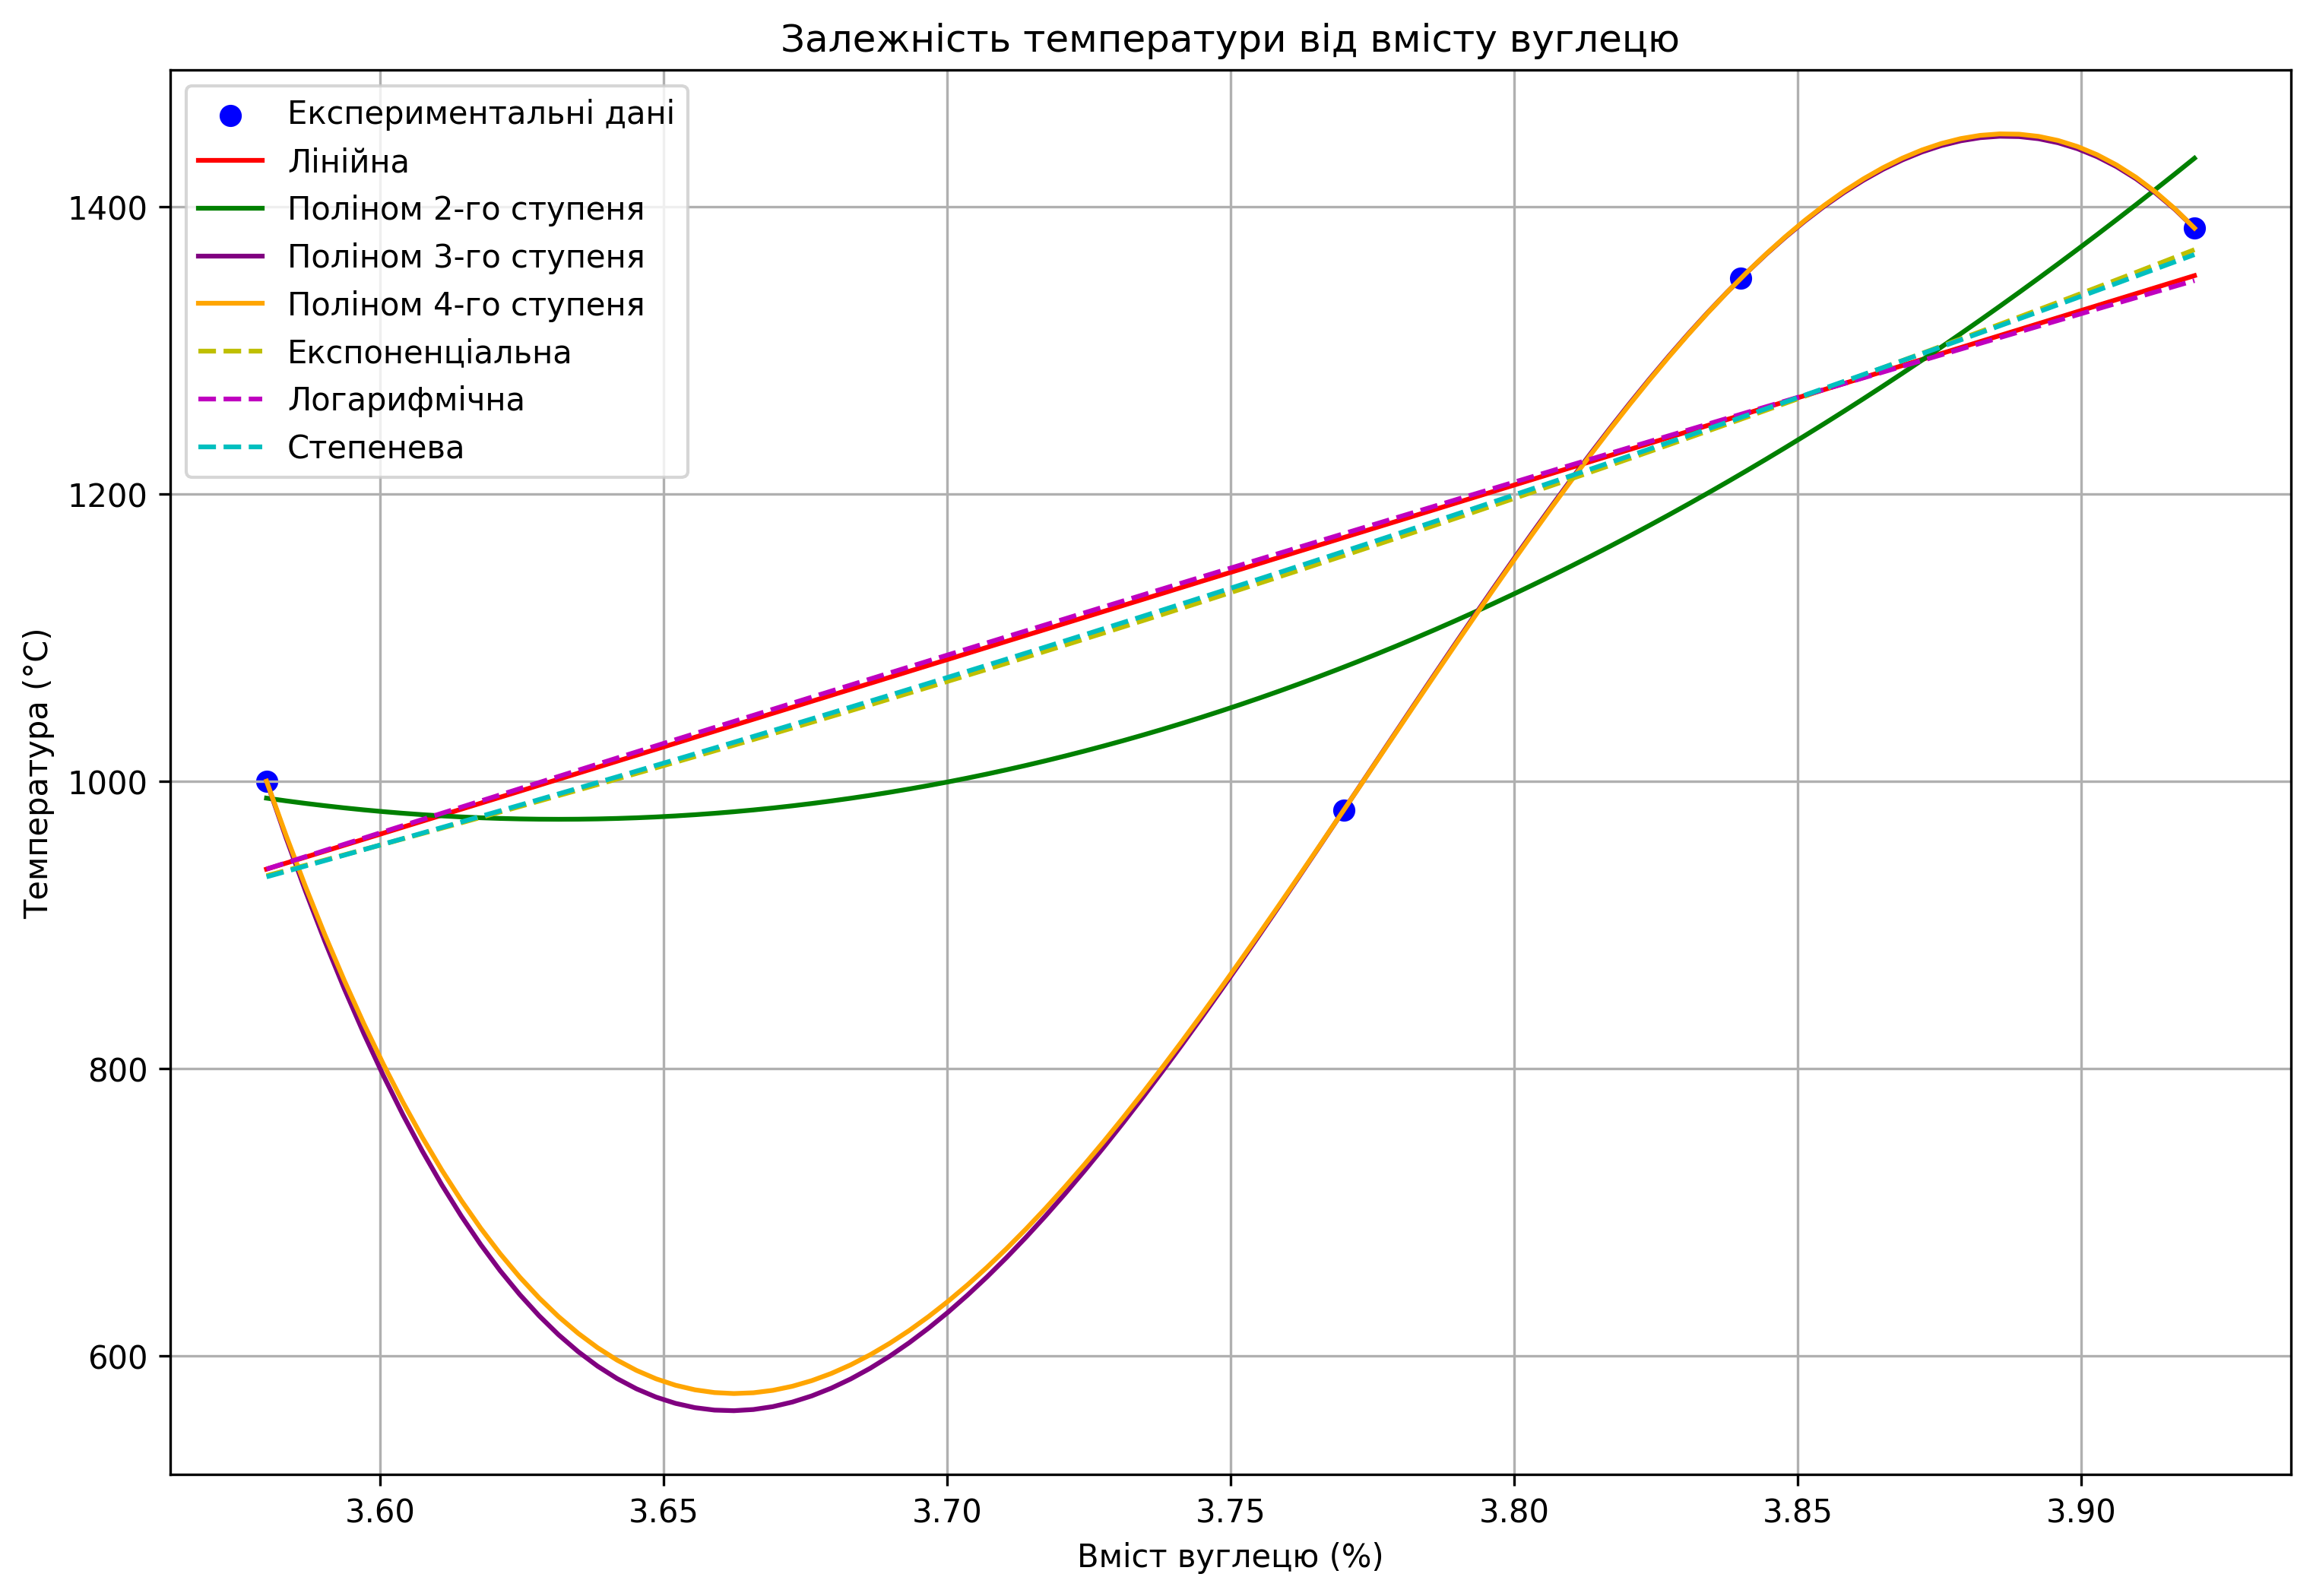 Залежність температури від вмісту вуглецю
Експериментальні дані
Лінійна
Поліном 2-го ступеня
Поліном 3-го ступеня
Поліном 4-го ступеня
Експоненціальна
Логарифмічна
Степенева
1400
1200
1000
800
600
Температура (°C)
3.60 3.65 3.70 3.75 3.80 3.85 3.90
Вміст вуглецю (%)